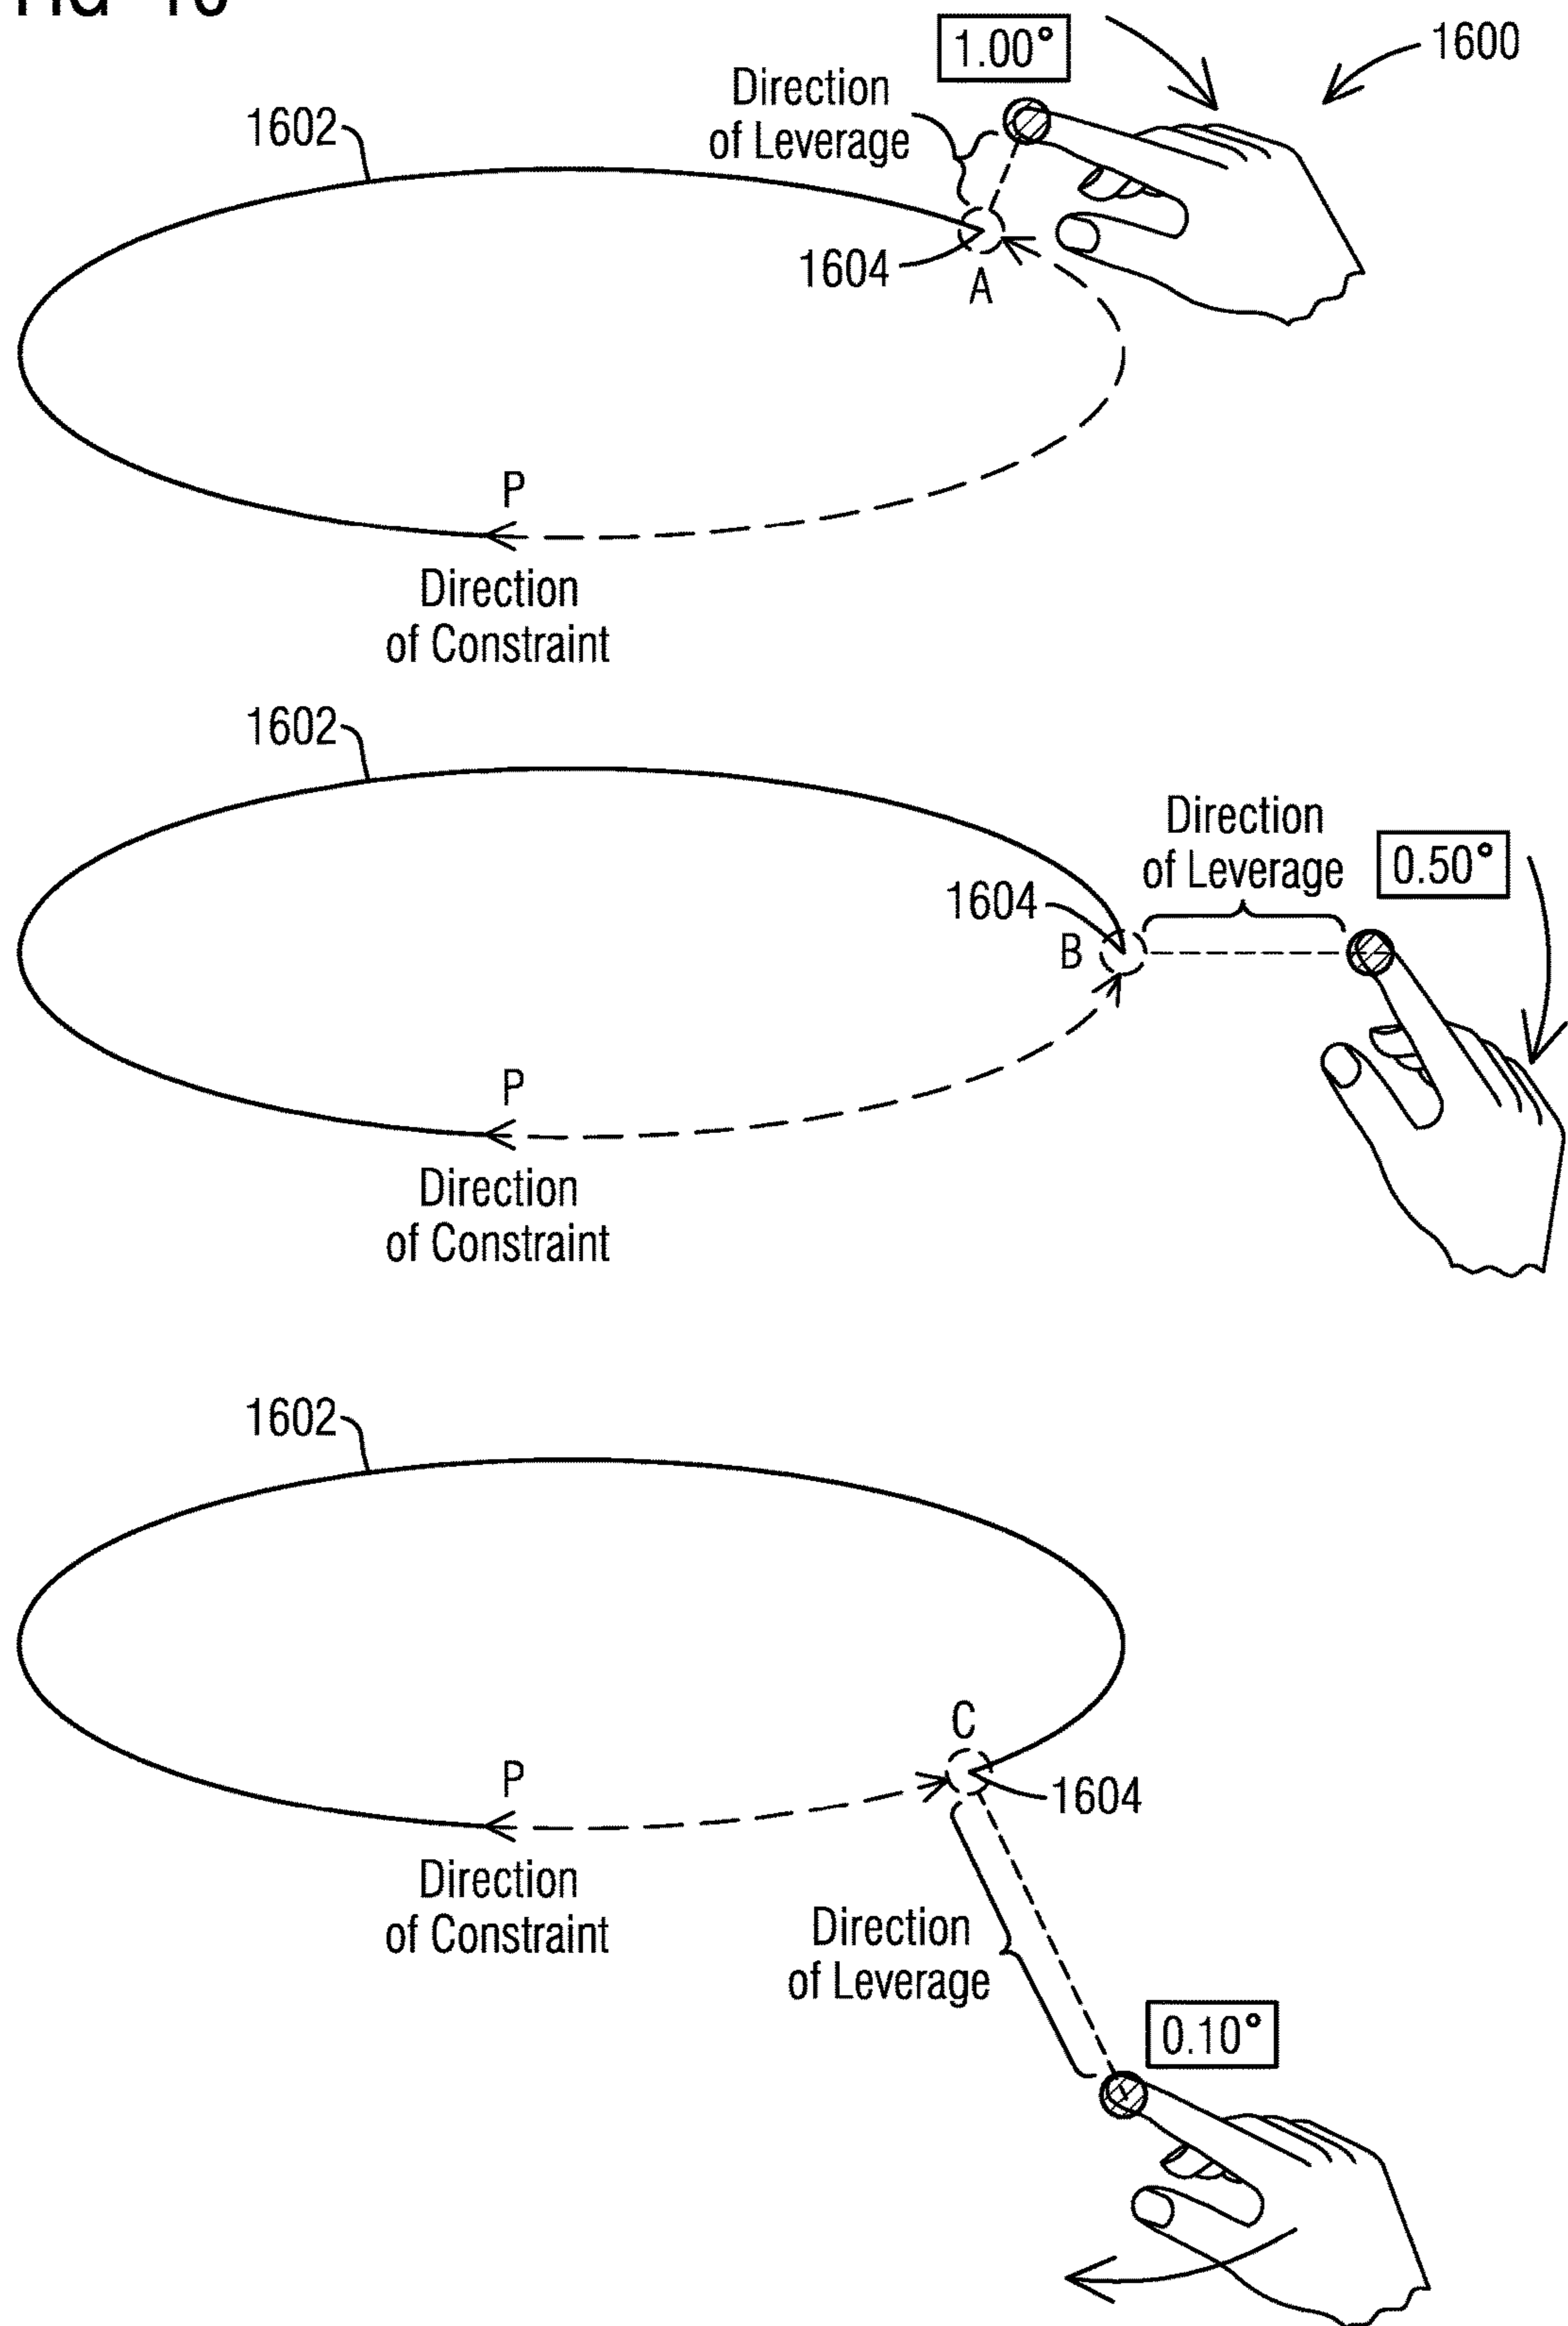 1.00°
1600
Direction
of Leverage
1602
1604
A
P
Direction
of Constraint
1602
Direction
of Leverage
0.50°
1604
B
P
Direction
of Constraint
1602
C
P
1604
Direction
of Constraint
Direction
of Leverage
0.10°